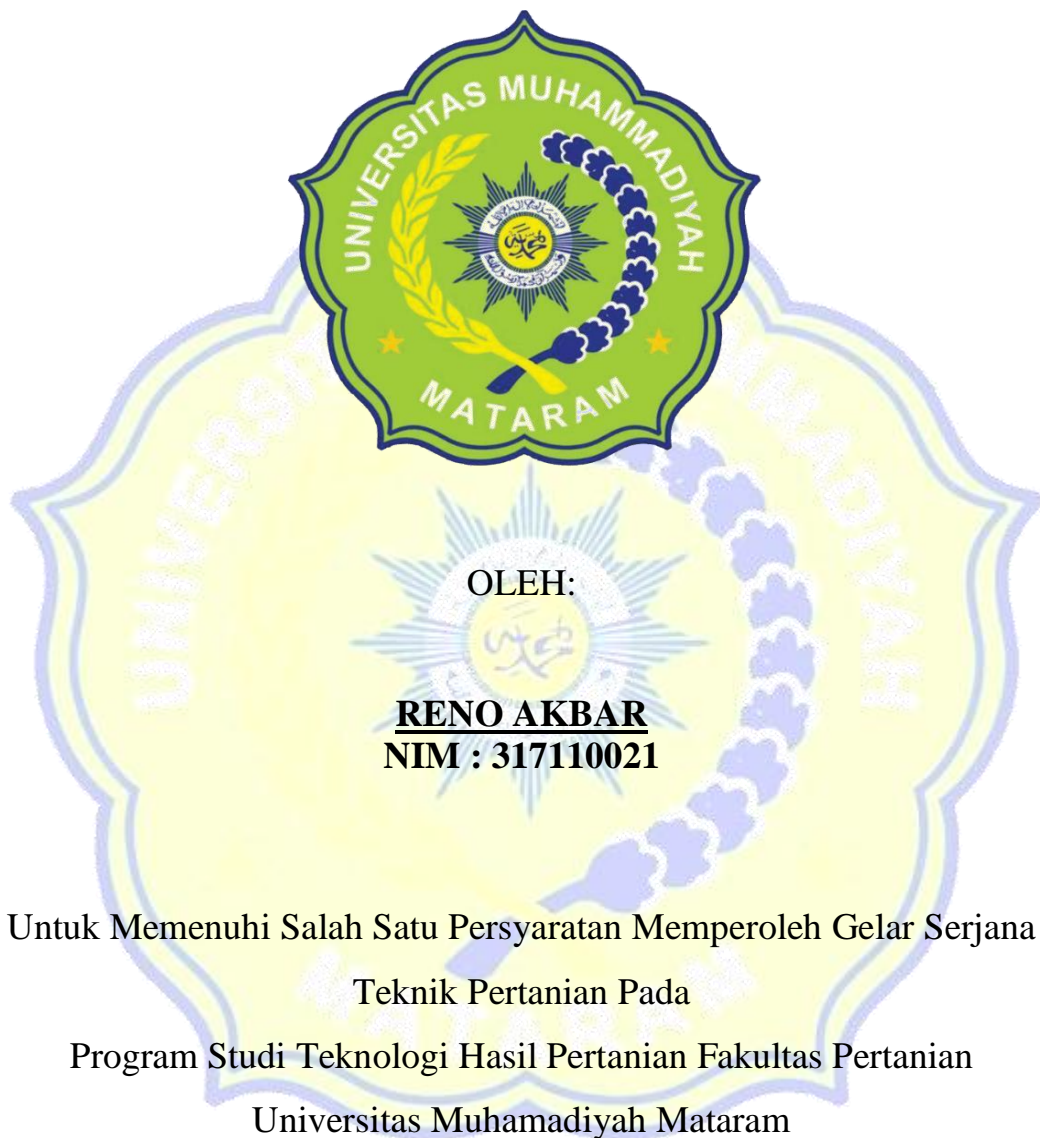 UNIVERSITAS MUHAMMADIYAH
MATARAM
OLEH:
RENO AKBAR
NIM : 317110021
Untuk Memenuhi Salah Satu Persyaratan Memperoleh Gelar Serjana
Teknik Pertanian Pada
Program Studi Teknologi Hasil Pertanian Fakultas Pertanian
Universitas Muhamadiyah Mataram